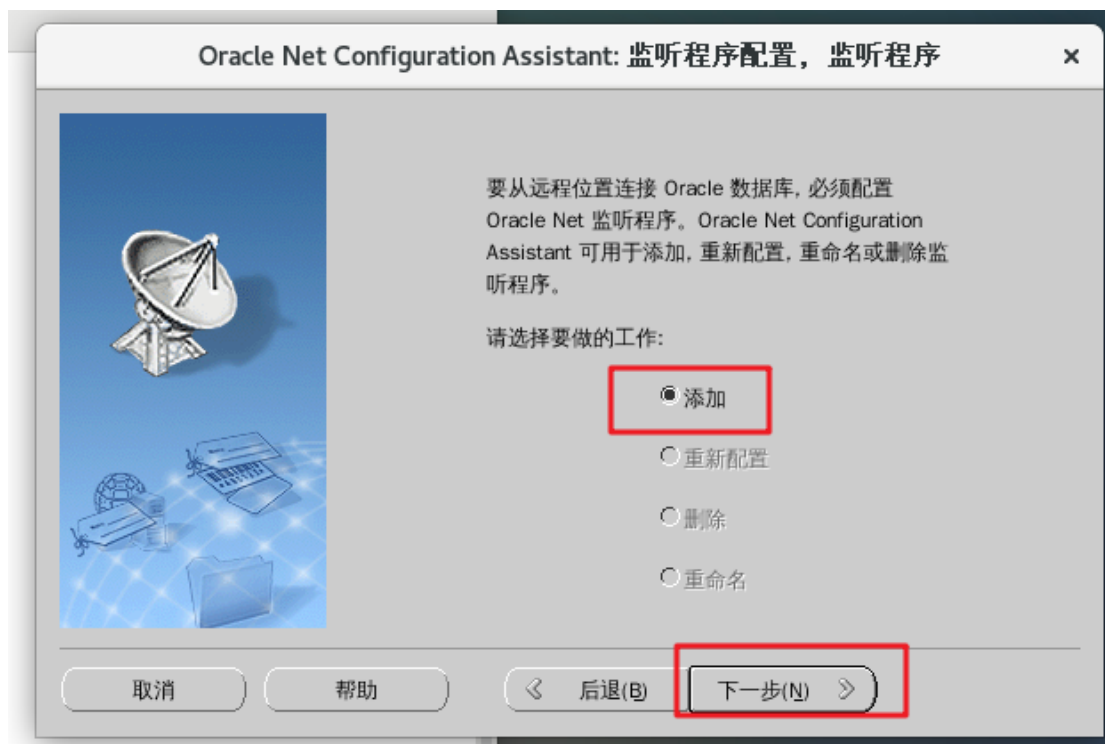 Oracle Net Configuration Assistant: 监听程序配置，监听程序
要从远程位置连接 Oracle 数据库, 必须配置
Oracle Net 监听程序。Oracle Net Configuration
Assistant 可用于添加, 重新配置, 重命名或删除监
听程序。
请选择要做的工作:
添加
重新配置
删除
重命名
取消 帮助 后退(B) 下一步(N)